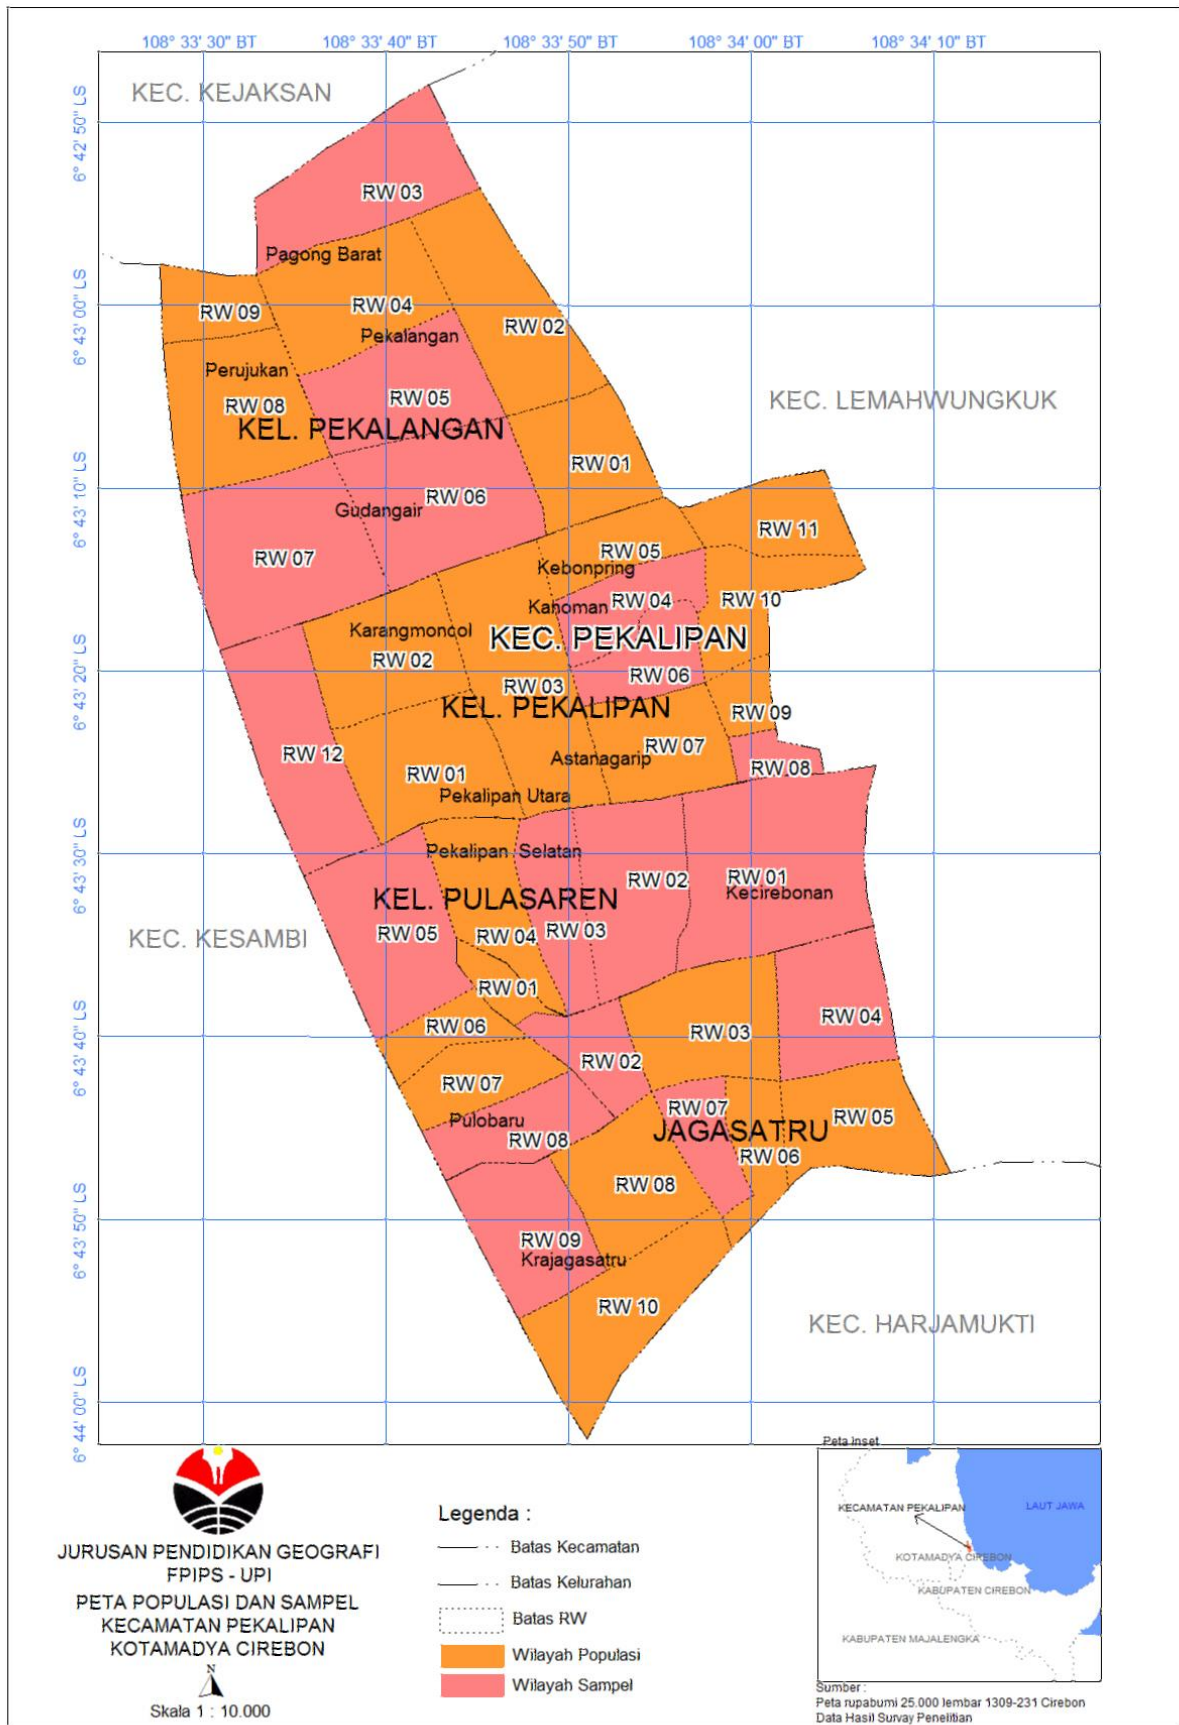 108° 33' 30" BT
108° 33' 40" BT
108° 33' 50" BT
108° 34' 00" BT
108° 34' 10" BT
6° 42' 50" LS
6° 43' 00" LS
6° 43' 10" LS
6° 43' 20" LS
6° 43' 30" LS
6° 43' 40" LS
6° 43' 50" LS
6° 44' 00" LS
KEC. KEJAKSAN
RW 03
Pagong Barat
RW 09
RW 04
RW 02
Pekalangan
Perujukan
RW 08
RW 05
KEC. LEMAHWUNGKUK
KEL. PEKALANGAN
RW 01
RW 06
Gudangair
RW 07
RW 11
RW 05
Kebonpring
RW 10
RW 04
Kanoman
Karangmoncol
KEC. PEKALIPAN
RW 02
RW 06
RW 03
KEL. PEKALIPAN
RW 09
RW 12
RW 07
Astanagarip
RW 01
RW 08
Pekalipan Utara
Pekalipan Selatan
RW 02
RW 01
Kecirebonan
KEL. PULASAREN
RW 05
RW 04
RW 03
KEC. KESAMBI
RW 01
RW 06
RW 03
RW 04
RW 02
RW 07
RW 07
Pulobaru
RW 08
JAGASATRU
RW 05
RW 06
RW 08
RW 09
Krajagasatru
RW 10
KEC. HARJAMUKTI
JURUSAN PENDIDIKAN GEOGRAFI
FPIPS - UPI
PETA POPULASI DAN SAMPEL
KECAMATAN PEKALIPAN
KOTAMADYA CIREBON
N
Skala 1 : 10.000
Legenda :
Batas Kecamatan
Batas Kelurahan
Batas RW
Wilayah Populasi
Wilayah Sampel
Peta Inset
KECAMATAN PEKALIPAN
LAUT JAWA
KOTAMADYA CIREBON
KABUPATEN CIREBON
KABUPATEN MAJALENGKA
Sumber :
Peta rupabumi 25.000 lembar 1309-231 Cirebon
Data Hasil Survay Penelitian